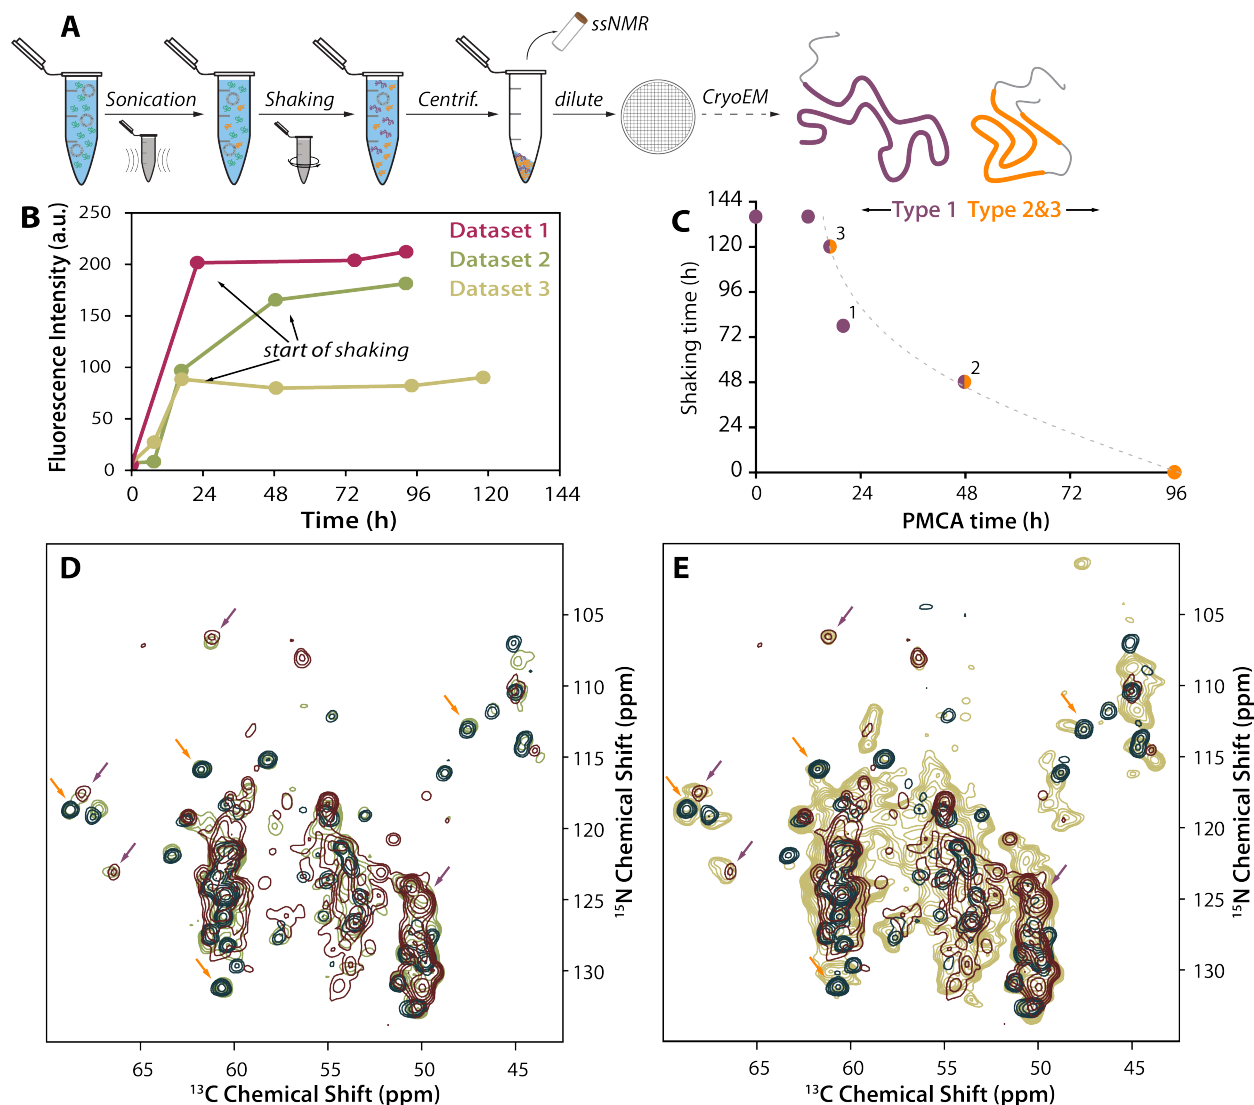 A
ssNMR
Sonication
Shaking
Centrif.
dilute
CryoEM
Type 1 Type 2&3
B
Fluorescence Intensity (a.u.)
250
200
150
100
50
0
Dataset 1
Dataset 2
Dataset 3
start of shaking
0 24 48 72 96 120 144
Time (h)
C
Shaking time (h)
144
120
96
72
48
24
0
3
1
2
0 24 48 72 96
PMCA time (h)
D
105
110
115
120
125
130
¹⁵N Chemical Shift (ppm)
65 60 55 50 45
¹³C Chemical Shift (ppm)
E
105
110
115
120
125
130
¹⁵N Chemical Shift (ppm)
65 60 55 50 45
¹³C Chemical Shift (ppm)